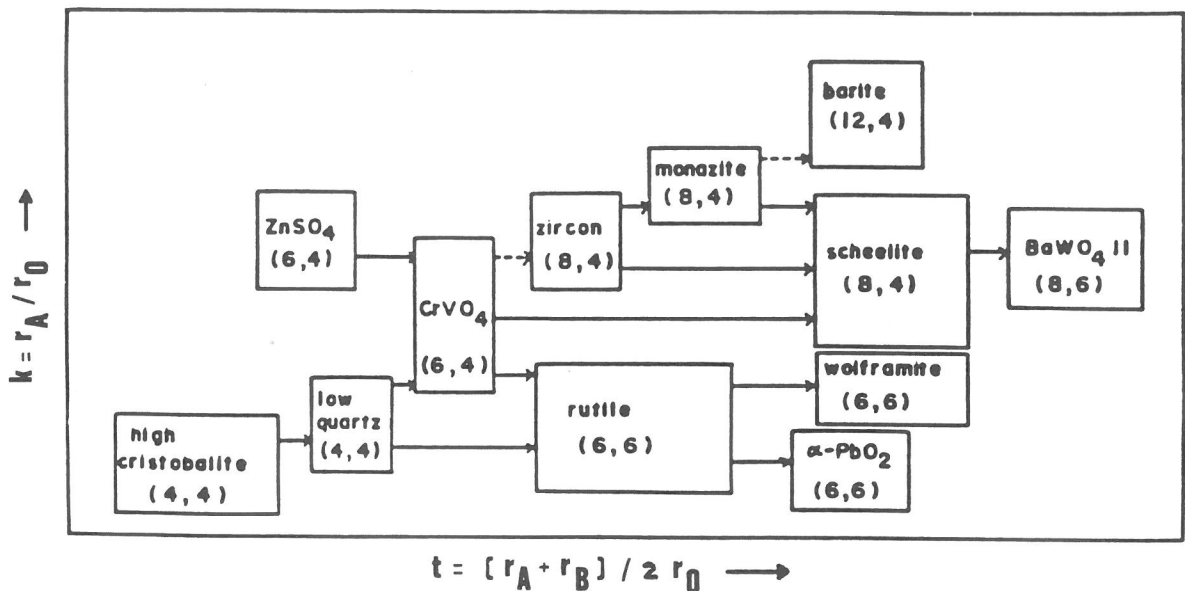 barite
(12,4)
monazite
(8,4)
ZnSO4
(6,4)
zircon
(8,4)
scheelite
(8,4)
BaWO4 II
(8,6)
CrVO4
(6,4)
low
quartz
(4,4)
high
cristobalite
(4,4)
rutile
(6,6)
wolframite
(6,6)
α-PbO2
(6,6)
k = rA / rO
t = [rA + rB] / 2 rO